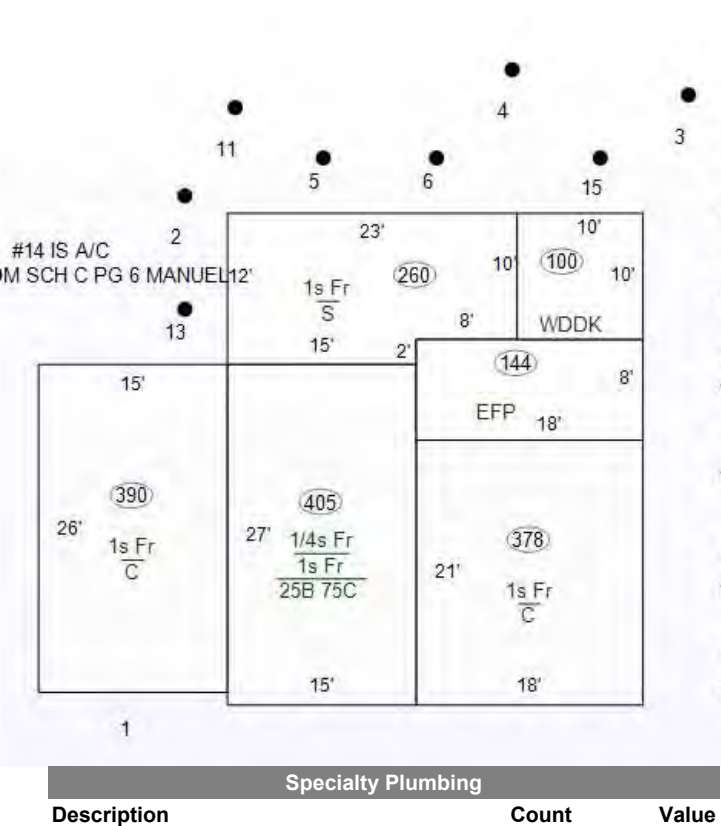 4
3
11
5
6
15
2
#14 IS A/C
OM SCH C PG 6 MANUEL
12'
23'
10'
10'
100
10'
260
1s Fr
S
8'
WDDK
13
15'
2'
144
8'
15'
EFP
18'
390
405
26'
27'
1s Fr
C
1/4s Fr
1s Fr
25B 75C
378
21'
1s Fr
C
15'
18'
1
Specialty Plumbing
Description Count Value